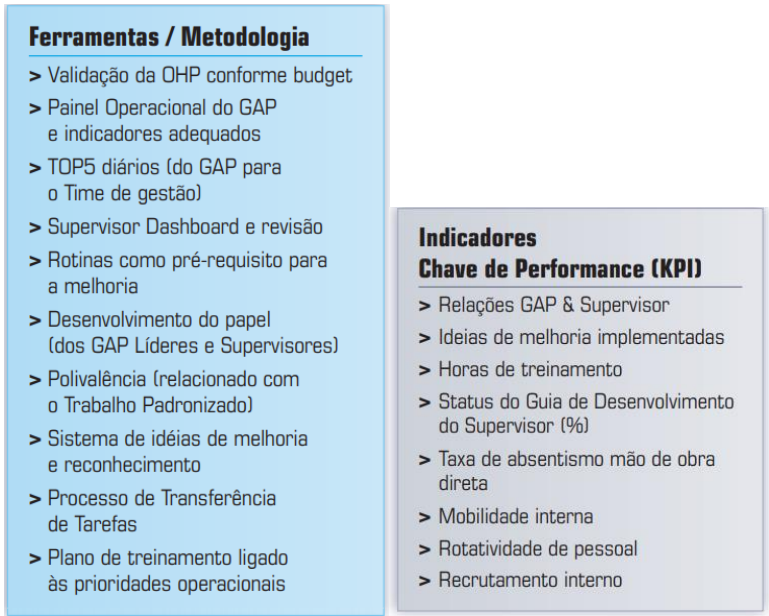 Ferramentas / Metodologia
> Validação da OHP conforme budget
> Painel Operacional do GAP
e indicadores adequados
> TOP5 diários (do GAP para
o Time de gestão)
> Supervisor Dashboard e revisão
> Rotinas como pré-requisito para
a melhoria
> Desenvolvimento do papel
(dos GAP Líderes e Supervisores)
> Polivalência (relacionado com
o Trabalho Padronizado)
> Sistema de idéias de melhoria
e reconhecimento
> Processo de Transferência
de Tarefas
> Plano de treinamento ligado
às prioridades operacionais
Indicadores
Chave de Performance (KPI)
> Relações GAP & Supervisor
> Ideias de melhoria implementadas
> Horas de treinamento
> Status do Guia de Desenvolvimento
do Supervisor (%)
> Taxa de absentismo mão de obra
direta
> Mobilidade interna
> Rotatividade de pessoal
> Recrutamento interno